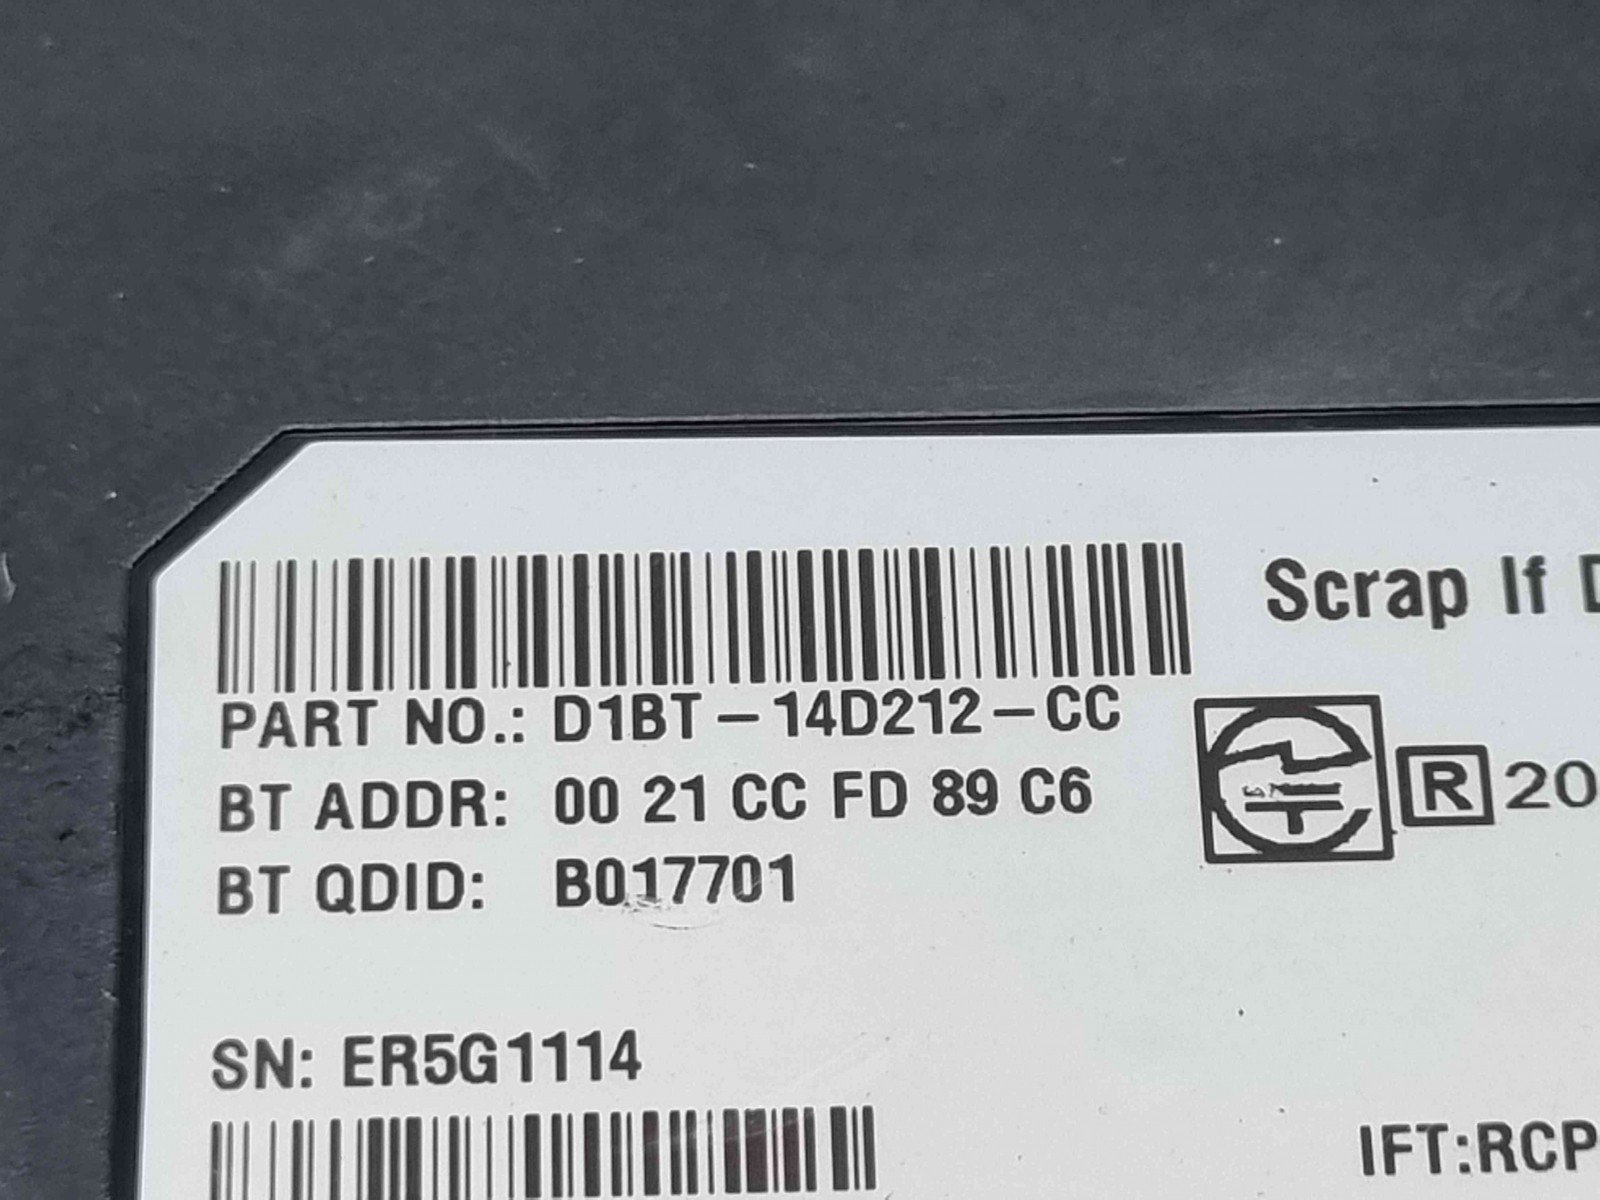 Scrap If
PART NO.: D1BT-14D212-CC
BT ADDR: 00 21 CC FD 89 C6
R 20
BT QDID: B017701
SN: ER5G1114
IFT:RCP